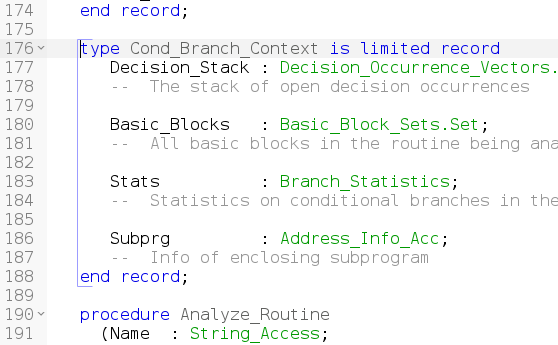 174     end record;
175
176     type Cond_Branch_Context is limited record
177        Decision_Stack : Decision_Occurrence_Vectors.
178        --  The stack of open decision occurrences
179
180        Basic_Blocks   : Basic_Block_Sets.Set;
181        --  All basic blocks in the routine being ana
182
183        Stats          : Branch_Statistics;
184        --  Statistics on conditional branches in the
185
186        Subprg         : Address_Info_Acc;
187        --  Info of enclosing subprogram
188     end record;
189
190     procedure Analyze_Routine
191       (Name  : String_Access;